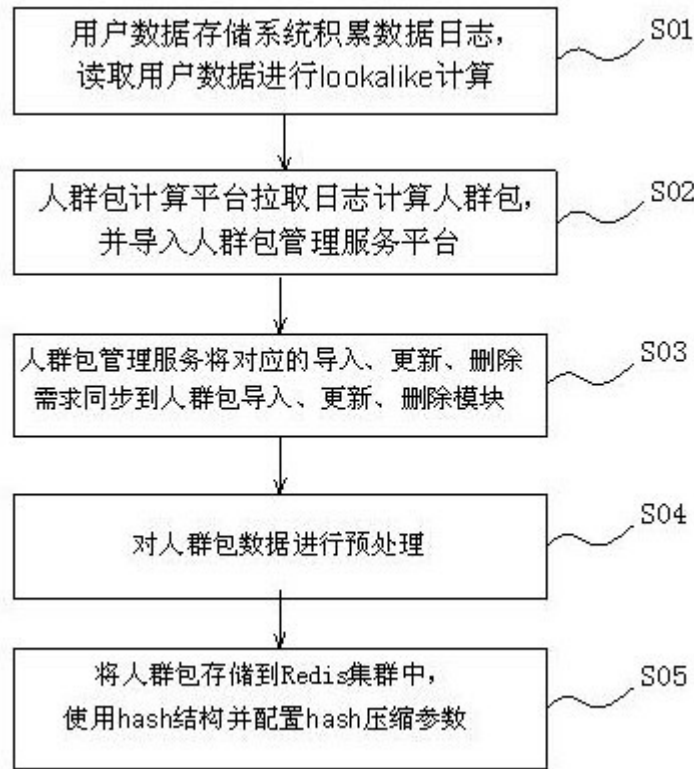 用户数据存储系统积累数据日志，
读取用户数据进行lookalike计算
S01
人群包计算平台拉取日志计算人群包，
并导入人群包管理服务平台
S02
人群包管理服务将对应的导入、更新、删除
需求同步到人群包导入、更新、删除模块
S03
对人群包数据进行预处理
S04
将人群包存储到Redis集群中，
使用hash结构并配置hash压缩参数
S05